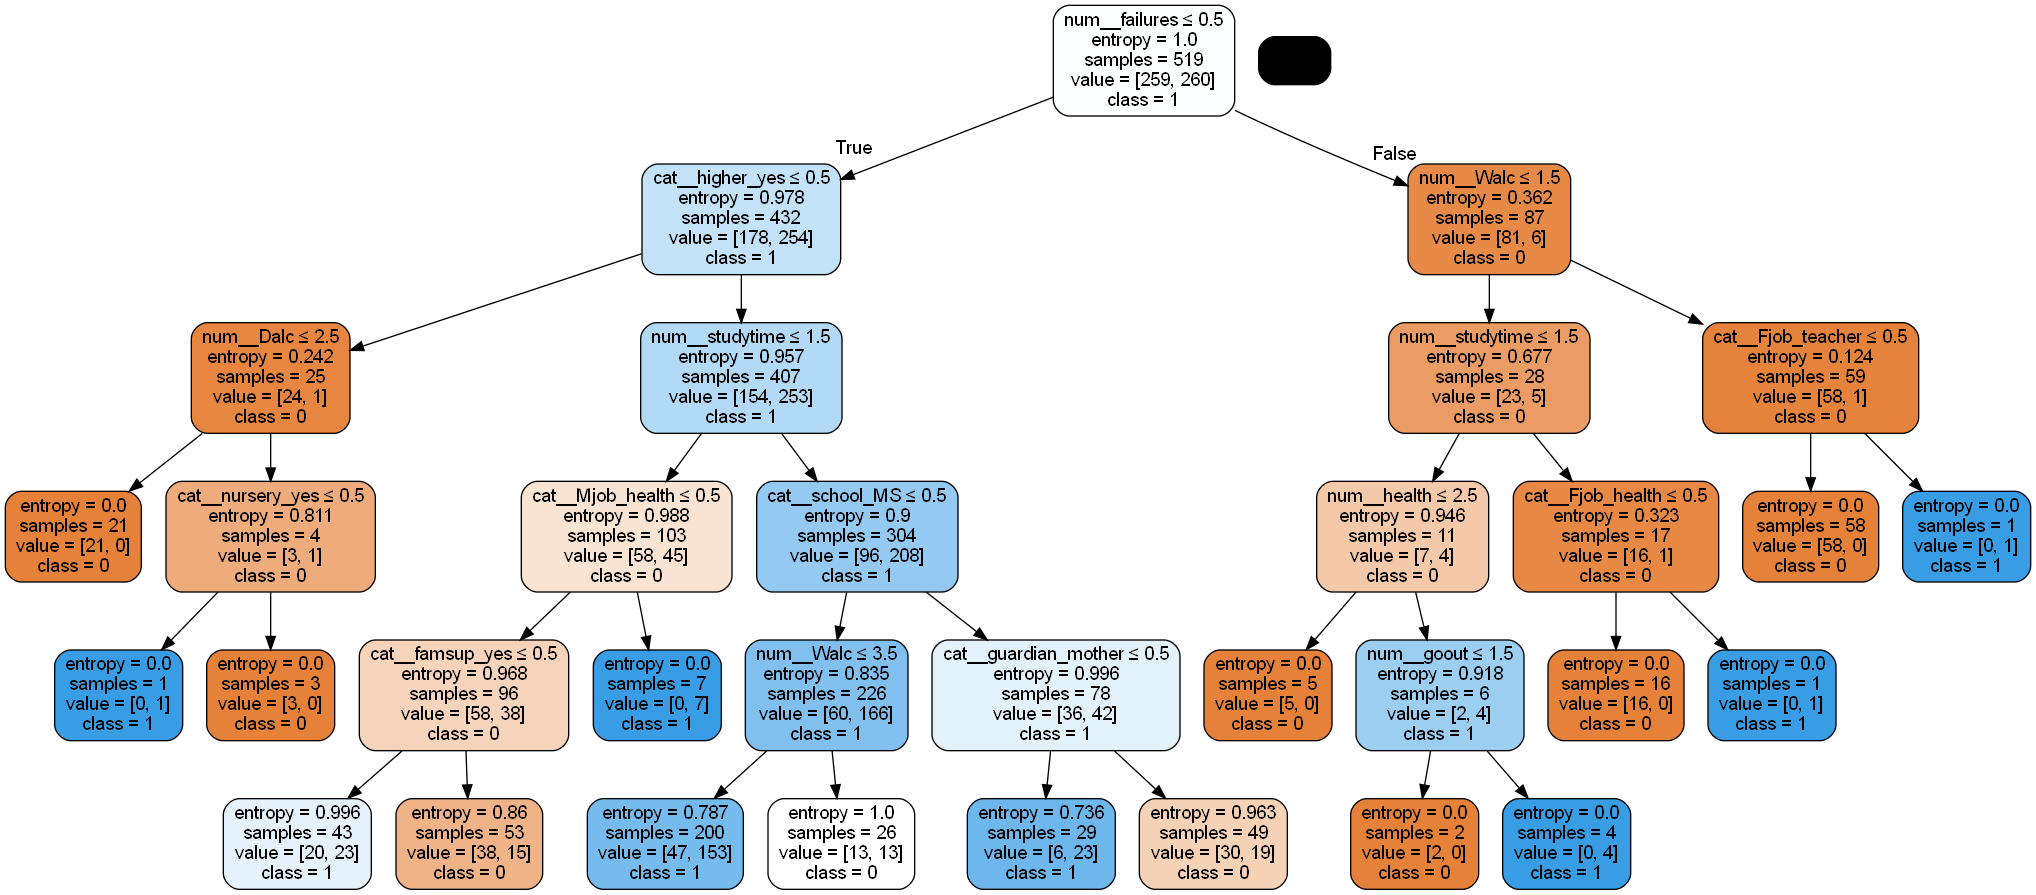 num__failures ≤ 0.5
entropy = 1.0
samples = 519
value = [259, 260]
class = 1
True
False
cat__higher_yes ≤ 0.5
entropy = 0.978
samples = 432
value = [178, 254]
class = 1
num__Walc ≤ 1.5
entropy = 0.362
samples = 87
value = [81, 6]
class = 0
num__Dalc ≤ 2.5
entropy = 0.242
samples = 25
value = [24, 1]
class = 0
num__studytime ≤ 1.5
entropy = 0.957
samples = 407
value = [154, 253]
class = 1
num__studytime ≤ 1.5
entropy = 0.677
samples = 28
value = [23, 5]
class = 0
cat__Fjob_teacher ≤ 0.5
entropy = 0.124
samples = 59
value = [58, 1]
class = 0
entropy = 0.0
samples = 21
value = [21, 0]
class = 0
cat__nursery_yes ≤ 0.5
entropy = 0.811
samples = 4
value = [3, 1]
class = 0
cat__Mjob_health ≤ 0.5
entropy = 0.988
samples = 103
value = [58, 45]
class = 0
cat__school_MS ≤ 0.5
entropy = 0.9
samples = 304
value = [96, 208]
class = 1
num__health ≤ 2.5
entropy = 0.946
samples = 11
value = [7, 4]
class = 0
cat__Fjob_health ≤ 0.5
entropy = 0.323
samples = 17
value = [16, 1]
class = 0
entropy = 0.0
samples = 58
value = [58, 0]
class = 0
entropy = 0.0
samples = 1
value = [0, 1]
class = 1
entropy = 0.0
samples = 1
value = [0, 1]
class = 1
entropy = 0.0
samples = 3
value = [3, 0]
class = 0
cat__famsup_yes ≤ 0.5
entropy = 0.968
samples = 96
value = [58, 38]
class = 0
entropy = 0.0
samples = 7
value = [0, 7]
class = 1
num__Walc ≤ 3.5
entropy = 0.835
samples = 226
value = [60, 166]
class = 1
cat__guardian_mother ≤ 0.5
entropy = 0.996
samples = 78
value = [36, 42]
class = 1
entropy = 0.0
samples = 5
value = [5, 0]
class = 0
num__goout ≤ 1.5
entropy = 0.918
samples = 6
value = [2, 4]
class = 1
entropy = 0.0
samples = 16
value = [16, 0]
class = 0
entropy = 0.0
samples = 1
value = [0, 1]
class = 1
entropy = 0.996
samples = 43
value = [20, 23]
class = 1
entropy = 0.86
samples = 53
value = [38, 15]
class = 0
entropy = 0.787
samples = 200
value = [47, 153]
class = 1
entropy = 1.0
samples = 26
value = [13, 13]
class = 0
entropy = 0.736
samples = 29
value = [6, 23]
class = 1
entropy = 0.963
samples = 49
value = [30, 19]
class = 0
entropy = 0.0
samples = 2
value = [2, 0]
class = 0
entropy = 0.0
samples = 4
value = [0, 4]
class = 1